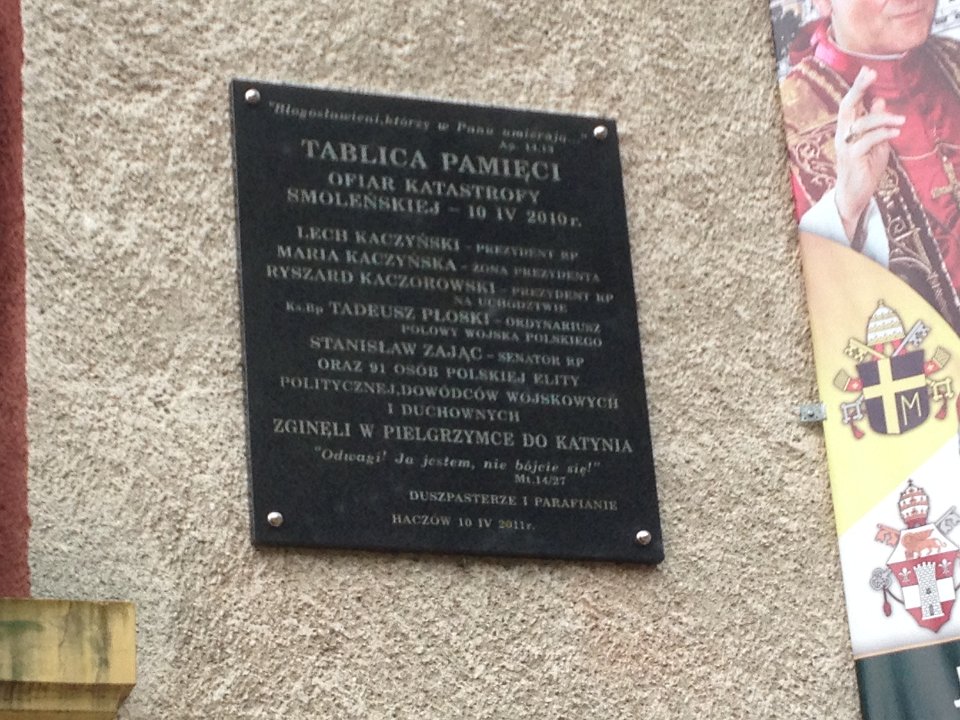 "Błogosławieni, którzy w Panu umierają..."
Ap. 14.13
TABLICA PAMIĘCI
OFIAR KATASTROFY
SMOLEŃSKIEJ - 10 IV 2010r.
LECH KACZYŃSKI - PREZYDENT RP
MARIA KACZYŃSKA - ŻONA PREZYDENTA
RYSZARD KACZOROWSKI - PREZYDENT RP
NA UCHODŹTWIE
Ks.Bp TADEUSZ PŁOSKI - ORDYNARIUSZ
POLOWY WOJSKA POLSKIEGO
STANISŁAW ZAJĄC - SENATOR RP
ORAZ 91 OSÓB POLSKIEJ ELITY
POLITYCZNEJ,DOWÓDCÓW WOJSKOWYCH
I DUCHOWNYCH
ZGINĘLI W PIELGRZYMCE DO KATYNIA
"Odwagi! Ja jestem, nie bójcie się!"
Mt.14/27
DUSZPASTERZE I PARAFIANIE
HACZÓW 10 IV 2011r.
M